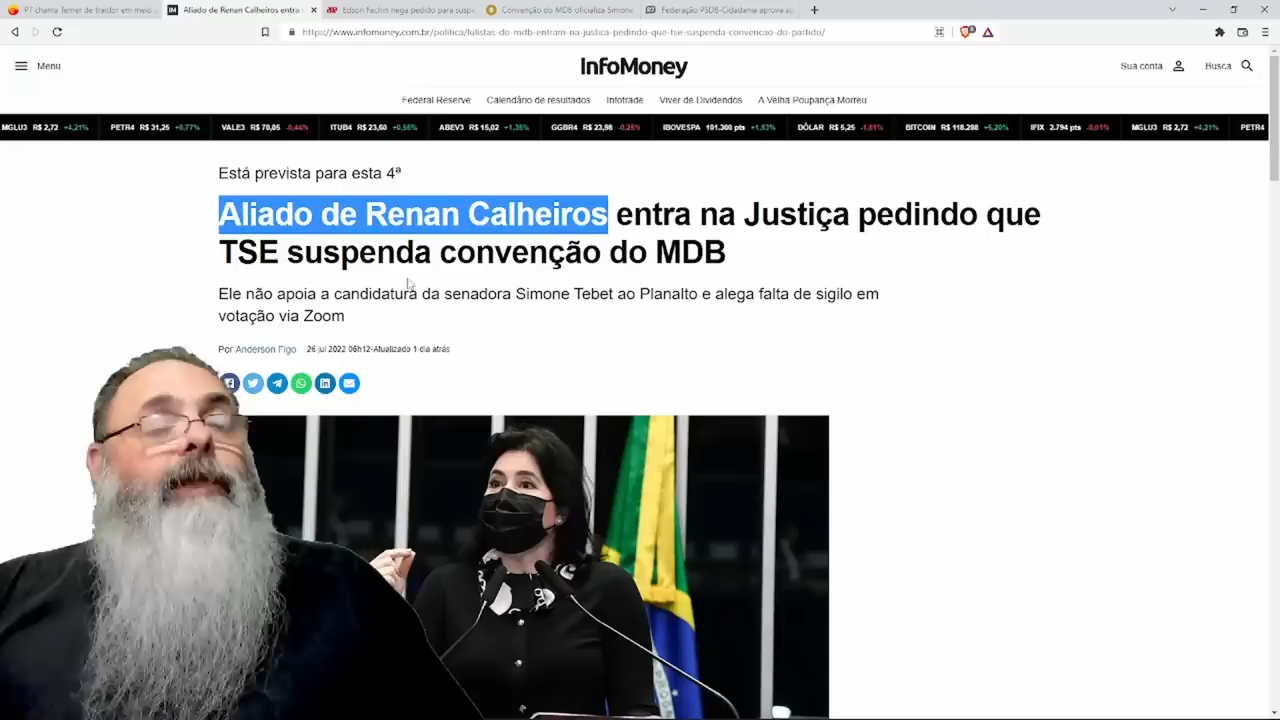 PT chama Temer de traidor em meio a
Aliado de Renan Calheiros entra
Edson Fachin nega pedido para susp
Convenção do MDB oficializa Simone
Federação PSDB-Cidadania aprova ap
https://www.infomoney.com.br/politica/lulistas-do-mdb-entram-na-justica-pedindo-que-tse-suspenda-convencao-do-partido/
Menu
InfoMoney
Sua conta
Busca
Federal Reserve Calendário de resultados Infotrade Viver de Dividendos A Velha Poupança Morreu
MGLU3 R$ 2,72 +4,21% PETR4 R$ 31,25 +0,77% VALE3 R$ 70,05 -0,44% ITUB4 R$ 23,60 +0,55% ABEV3 R$ 15,02 +1,35% GGBR4 R$ 23,98 -0,25% IBOVESPA 101.300 pts +1,53% DÓLAR R$ 5,25 -1,91% BITCOIN R$ 118.288 +5,20% IFIX 2.794 pts -0,01% MGLU3 R$ 2,72 +4,21% PETR4
Está prevista para esta 4ª
Aliado de Renan Calheiros entra na Justiça pedindo que
TSE suspenda convenção do MDB
Ele não apoia a candidatura da senadora Simone Tebet ao Planalto e alega falta de sigilo em
votação via Zoom
Por Anderson Figo 26 jul 2022 06h12-Atualizado 1 dia atrás